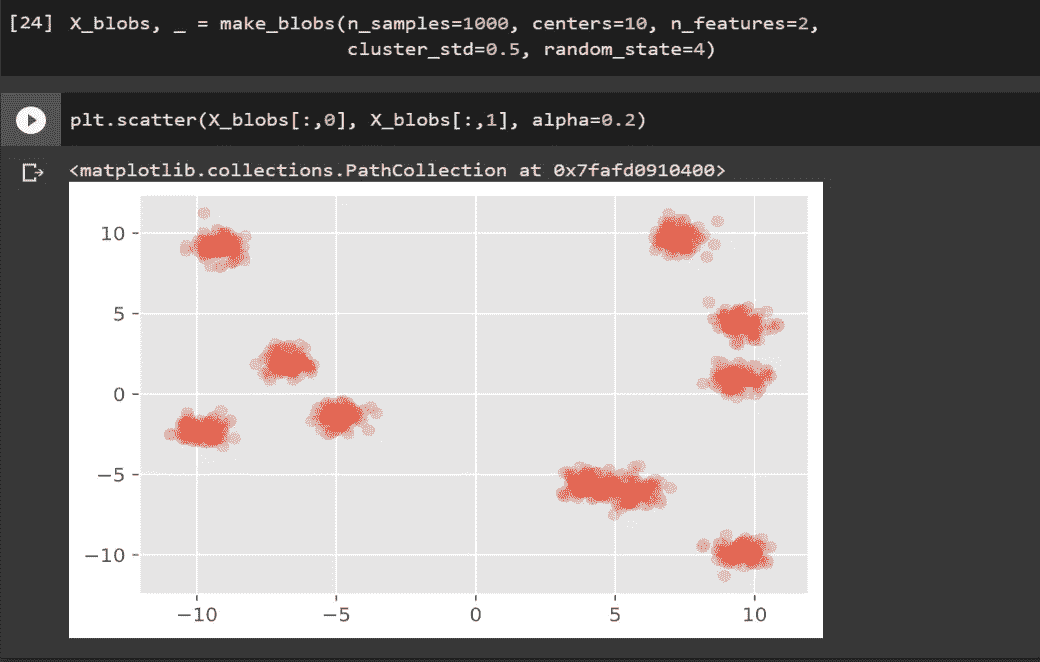 [24] X_blobs, _ = make_blobs(n_samples=1000, centers=10, n_features=2,
cluster_std=0.5, random_state=4)
plt.scatter(X_blobs[:,0], X_blobs[:,1], alpha=0.2)
<matplotlib.collections.PathCollection at 0x7fafd0910400>
10
5
0
−5
−10
−10 −5 0 5 10